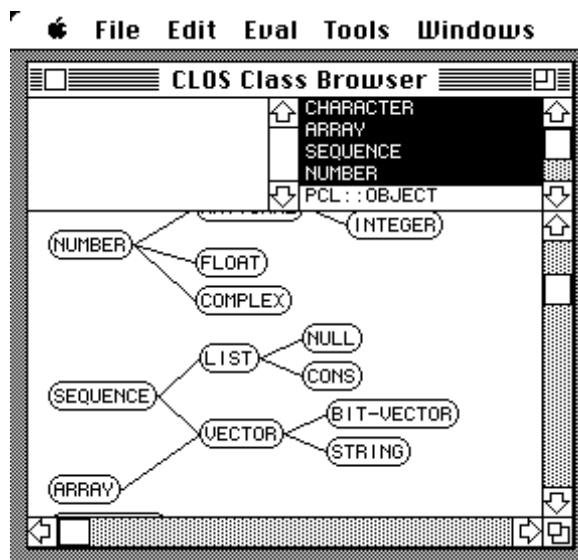 File Edit Eval Tools Windows
CLOS Class Browser
CHARACTER
ARRAY
SEQUENCE
NUMBER
PCL::OBJECT
INTEGER
NUMBER
FLOAT
COMPLEX
NULL
LIST
CONS
SEQUENCE
BIT-VECTOR
VECTOR
STRING
ARRAY